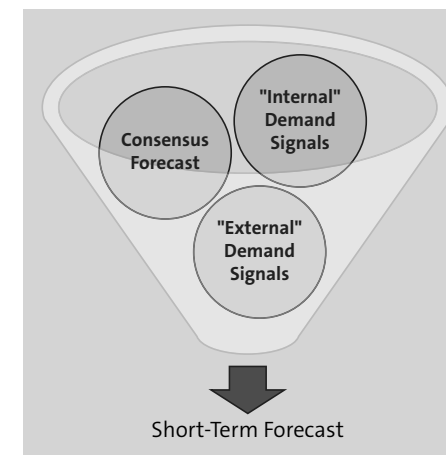 "Internal"
Demand
Signals
Consensus
Forecast
"External"
Demand
Signals
Short-Term Forecast